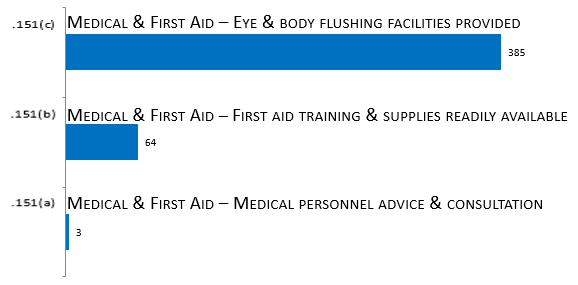 .151(c) Medical & First Aid – Eye & body flushing facilities provided
385
.151(b) Medical & First Aid – First aid training & supplies readily available
64
.151(a) Medical & First Aid – Medical personnel advice & consultation
3